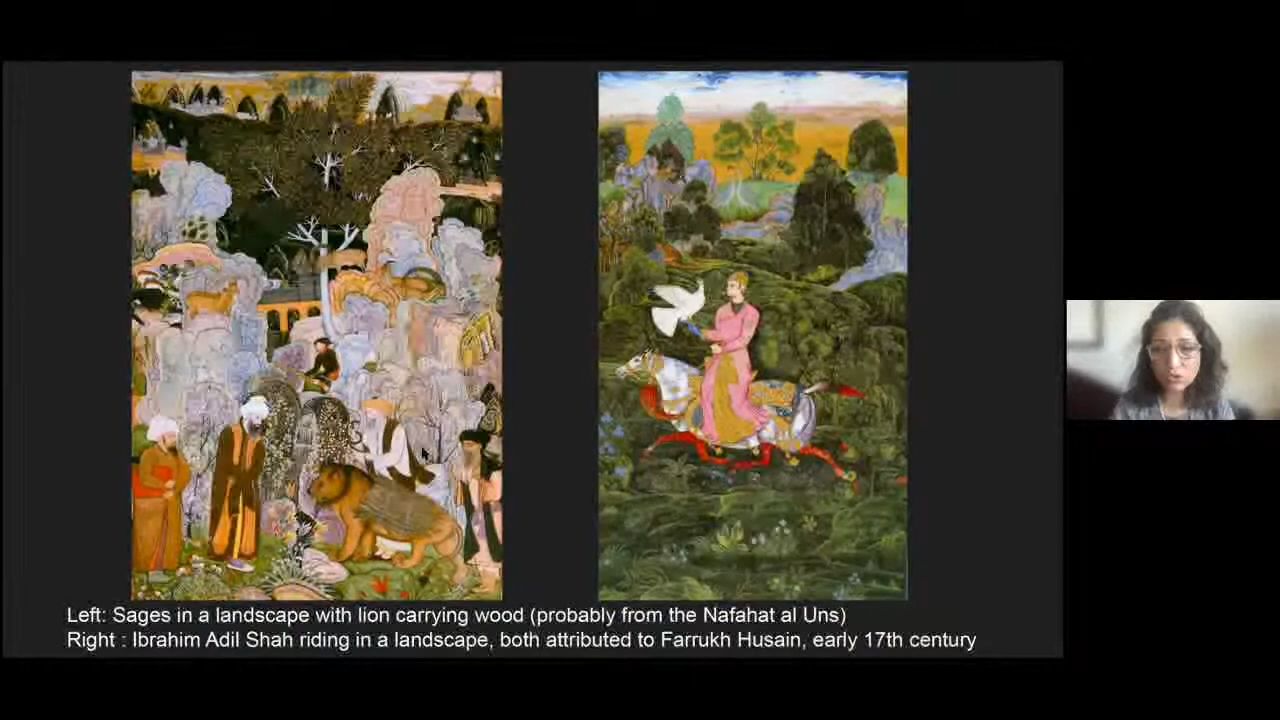 Left: Sages in a landscape with lion carrying wood (probably from the Nafahat al Uns)
Right : Ibrahim Adil Shah riding in a landscape, both attributed to Farrukh Husain, early 17th century